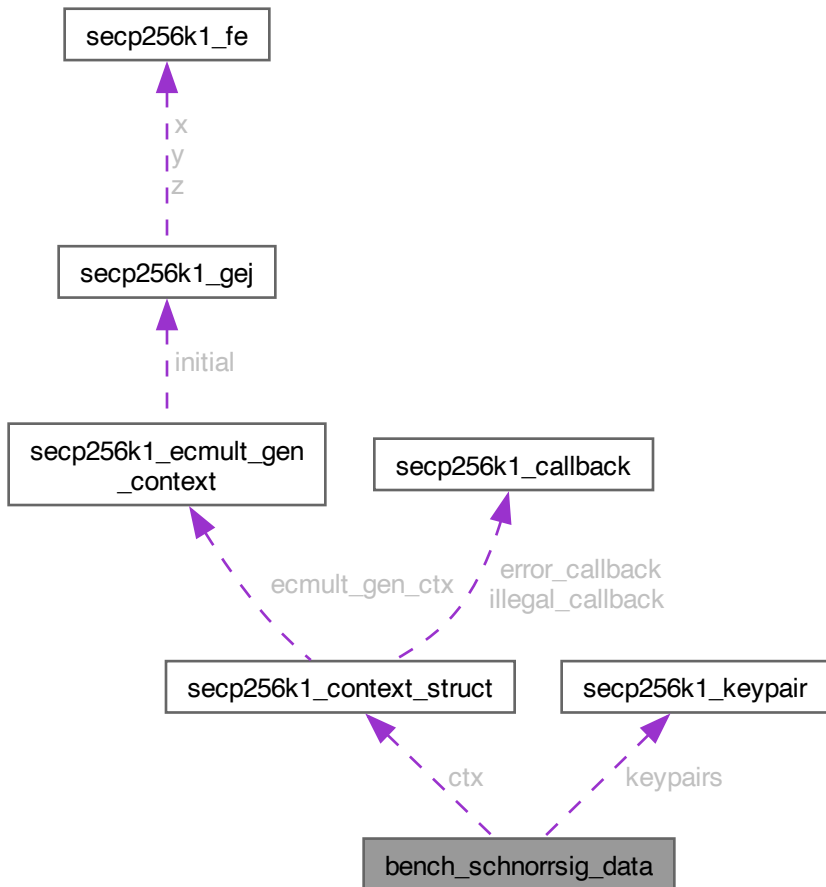 secp256k1_fe
x
y
z
secp256k1_gej
initial
secp256k1_ecmult_gen
_context
secp256k1_callback
ecmult_gen_ctx
error_callback
illegal_callback
secp256k1_context_struct
secp256k1_keypair
ctx
keypairs
bench_schnorrsig_data